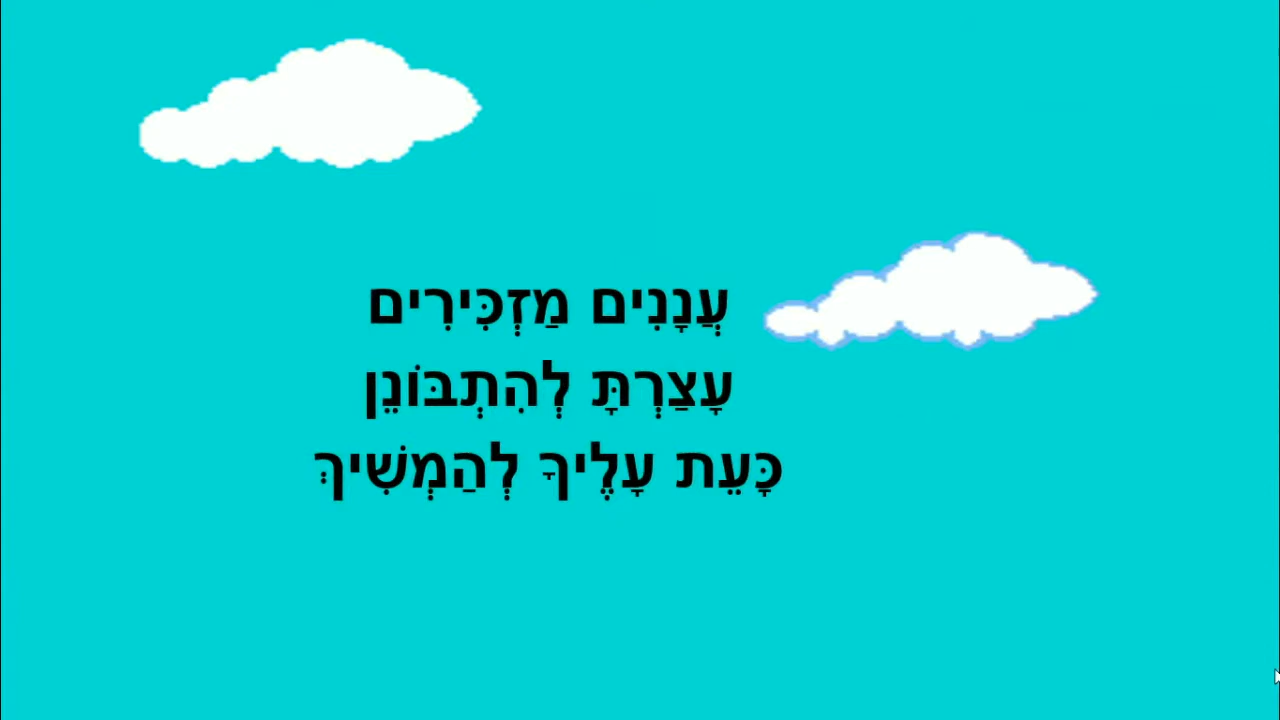 עֲנָנִים מַזְכִּירִים
עָצַרְתָּ לְהִתְבּוֹנֵן
כָּעֵת עָלֶיךָ לְהַמְשִׁיךְ